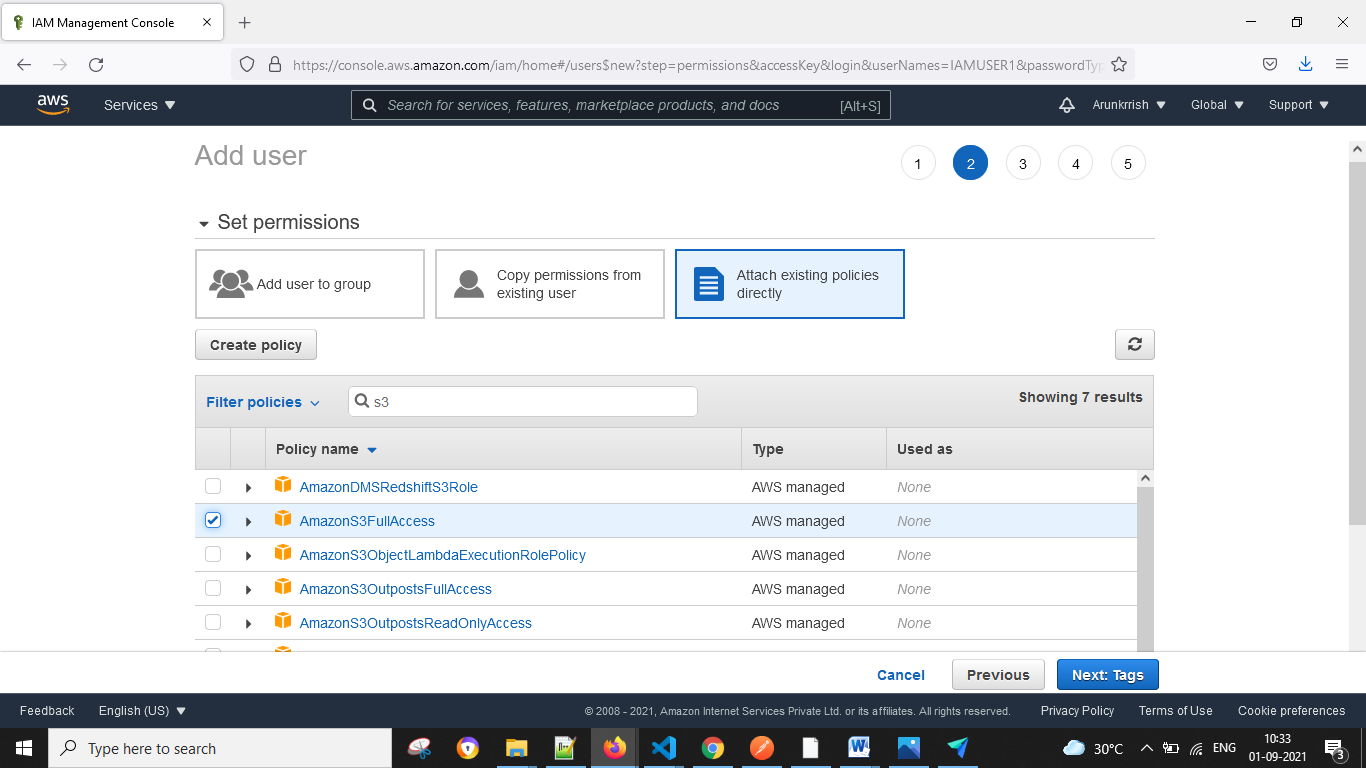 IAM Management Console
https://console.aws.amazon.com/iam/home#/users$new?step=permissions&accessKey&login&userNames=IAMUSER1&passwordTyp
aws Services Search for services, features, marketplace products, and docs [Alt+S] Arunkrrish Global Support
Add user 1 2 3 4 5
Set permissions
Add user to group
Copy permissions from
existing user
Attach existing policies
directly
Create policy
Filter policies s3 Showing 7 results
Policy name Type Used as
AmazonDMSRedshiftS3Role AWS managed None
AmazonS3FullAccess AWS managed None
AmazonS3ObjectLambdaExecutionRolePolicy AWS managed None
AmazonS3OutpostsFullAccess AWS managed None
AmazonS3OutpostsReadOnlyAccess AWS managed None
Cancel Previous Next: Tags
Feedback English (US) © 2008 - 2021, Amazon Internet Services Private Ltd. or its affiliates. All rights reserved. Privacy Policy Terms of Use Cookie preferences
Type here to search 30°C ENG 10:33
01-09-2021 3